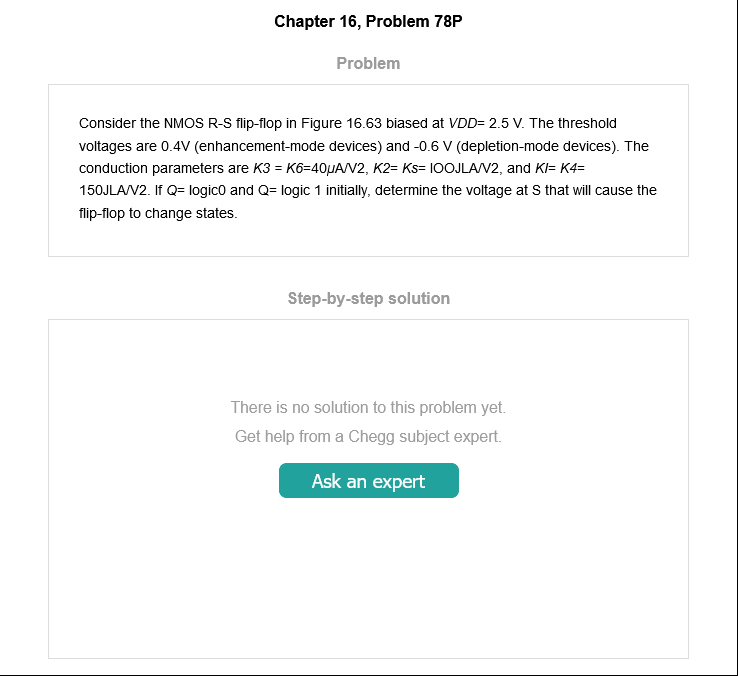 Chapter 16, Problem 78P
Problem
Consider the NMOS R-S flip-flop in Figure 16.63 biased at VDD= 2.5 V. The threshold
voltages are 0.4V (enhancement-mode devices) and -0.6 V (depletion-mode devices). The
conduction parameters are K3 = K6=40µA/V2, K2= Ks= lOOJLA/V2, and Kl= K4=
150JLA/V2. If Q= logic0 and Q= logic 1 initially, determine the voltage at S that will cause the
flip-flop to change states.
Step-by-step solution
There is no solution to this problem yet.
Get help from a Chegg subject expert.
Ask an expert